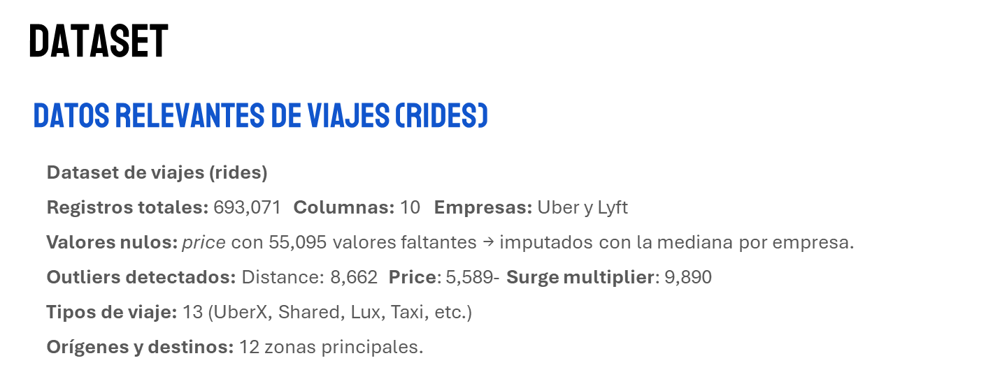 DATASET
DATOS RELEVANTES DE VIAJES (RIDES)
Dataset de viajes (rides)
Registros totales: 693,071 Columnas: 10 Empresas: Uber y Lyft
Valores nulos: price con 55,095 valores faltantes → imputados con la mediana por empresa.
Outliers detectados: Distance: 8,662 Price: 5,589- Surge multiplier: 9,890
Tipos de viaje: 13 (UberX, Shared, Lux, Taxi, etc.)
Orígenes y destinos: 12 zonas principales.